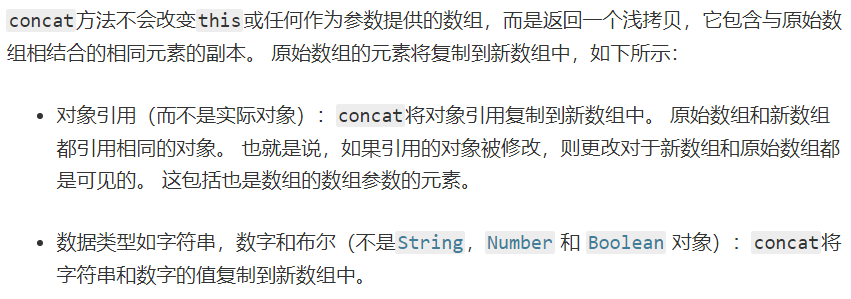 concat方法不会改变this或任何作为参数提供的数组，而是返回一个浅拷贝，它包含与原始数
组相结合的相同元素的副本。 原始数组的元素将复制到新数组中，如下所示：
• 对象引用（而不是实际对象）：concat将对象引用复制到新数组中。 原始数组和新数组
都引用相同的对象。 也就是说，如果引用的对象被修改，则更改对于新数组和原始数组都
是可见的。 这包括也是数组的数组参数的元素。
• 数据类型如字符串，数字和布尔（不是String，Number 和 Boolean 对象）：concat将
字符串和数字的值复制到新数组中。